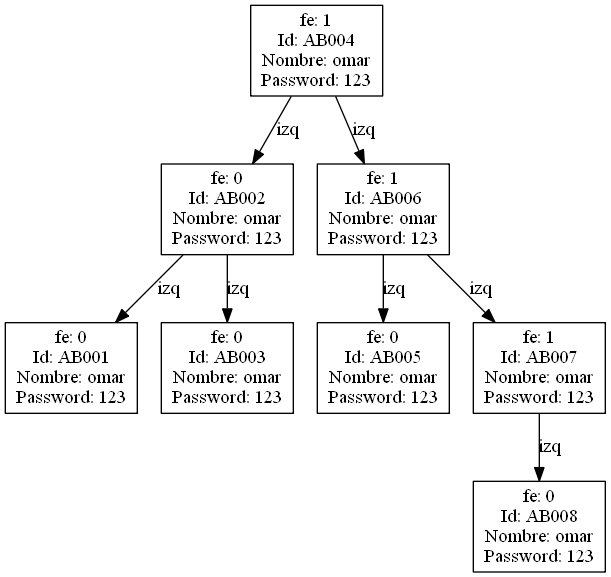 fe: 1
Id: AB004
Nombre: omar
Password: 123
izq
izq
fe: 0
Id: AB002
Nombre: omar
Password: 123
fe: 1
Id: AB006
Nombre: omar
Password: 123
izq
izq
izq
izq
fe: 0
Id: AB001
Nombre: omar
Password: 123
fe: 0
Id: AB003
Nombre: omar
Password: 123
fe: 0
Id: AB005
Nombre: omar
Password: 123
fe: 1
Id: AB007
Nombre: omar
Password: 123
izq
fe: 0
Id: AB008
Nombre: omar
Password: 123